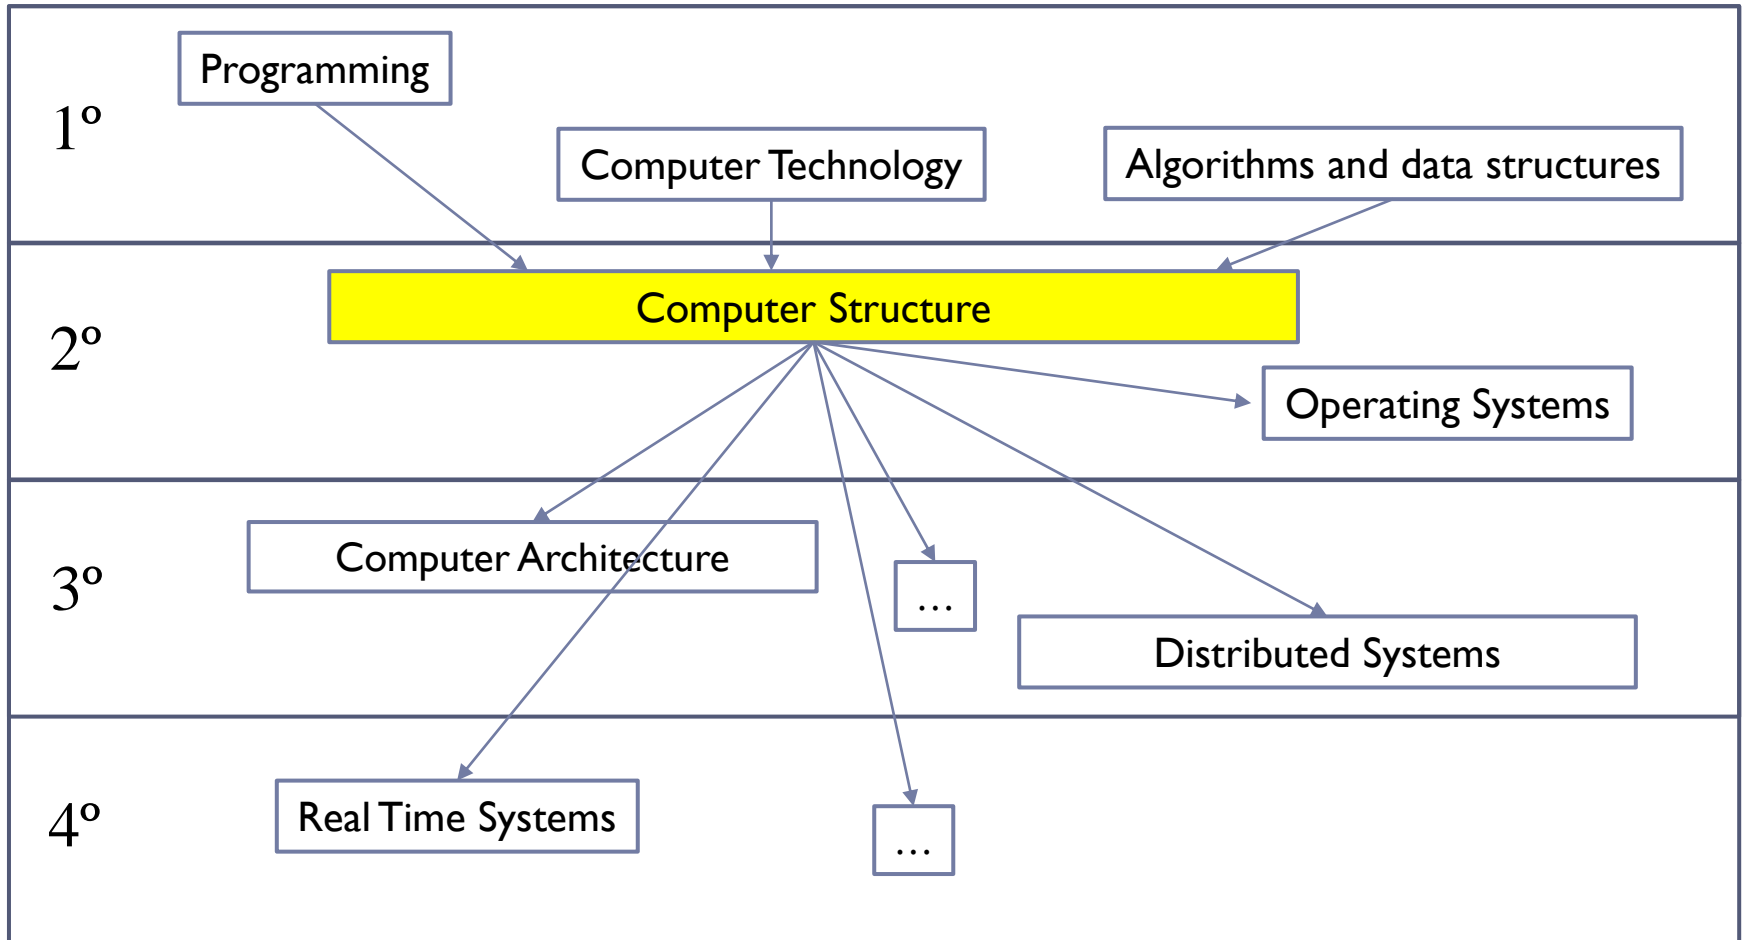 Programming
1º
Computer Technology
Algorithms and data structures
Computer Structure
2º
Operating Systems
Computer Architecture
3º
…
Distributed Systems
Real Time Systems
4º
…